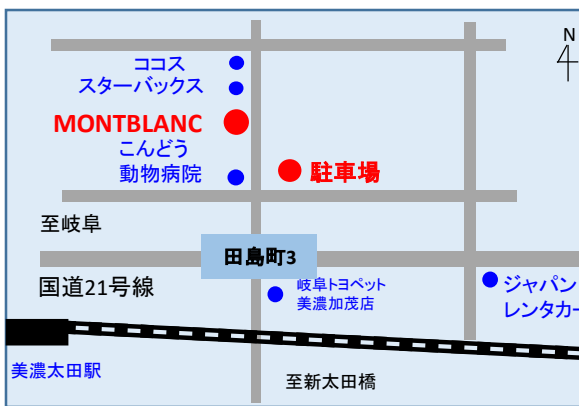 N
ココス
スターバックス
MONTBLANC
こんどう
動物病院
駐車場
至岐阜
田島町3
国道21号線
岐阜トヨペット
美濃加茂店
ジャパン
レンタカー
美濃太田駅
至新太田橋